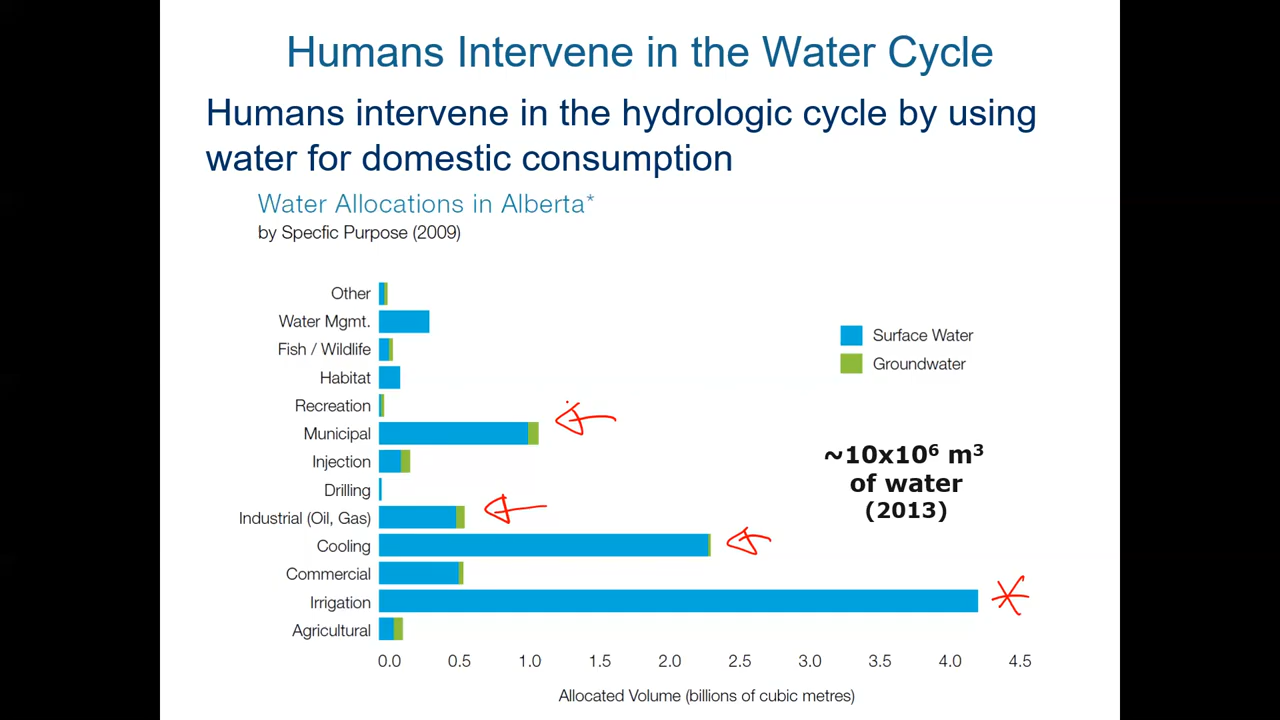 Humans Intervene in the Water Cycle
Humans intervene in the hydrologic cycle by using
water for domestic consumption
Water Allocations in Alberta*
by Specfic Purpose (2009)
Other
Water Mgmt.
Fish / Wildlife
Habitat
Recreation
Municipal
Injection
Drilling
Industrial (Oil, Gas)
Cooling
Commercial
Irrigation
Agricultural
0.0 0.5 1.0 1.5 2.0 2.5 3.0 3.5 4.0 4.5
Allocated Volume (billions of cubic metres)
Surface Water
Groundwater
~10x10⁶ m³
of water
(2013)